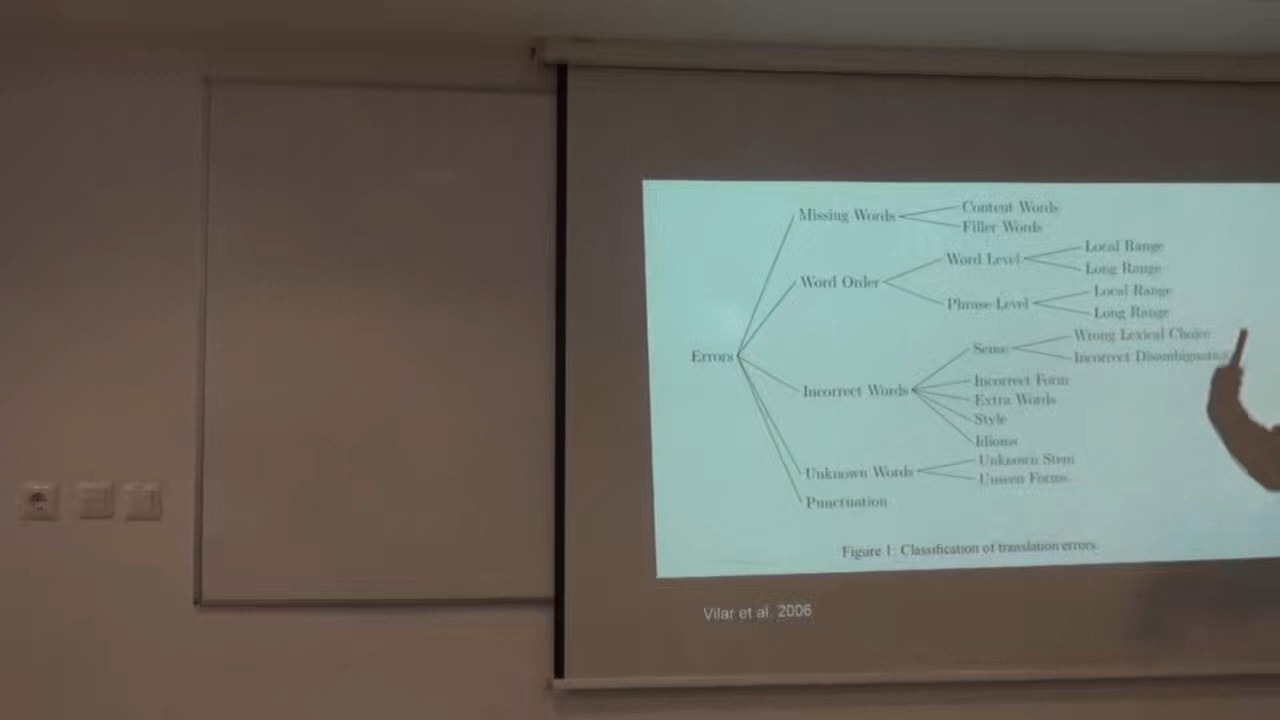 Missing Words
Content Words
Filler Words
Word Order
Word Level
Local Range
Long Range
Phrase Level
Local Range
Long Range
Errors
Incorrect Words
Sense
Wrong Lexical Choice
Incorrect Disambiguation
Incorrect Form
Extra Words
Style
Idioms
Unknown Words
Unknown Stem
Unseen Forms
Punctuation
Figure 1: Classification of translation errors.
Vilar et al. 2006